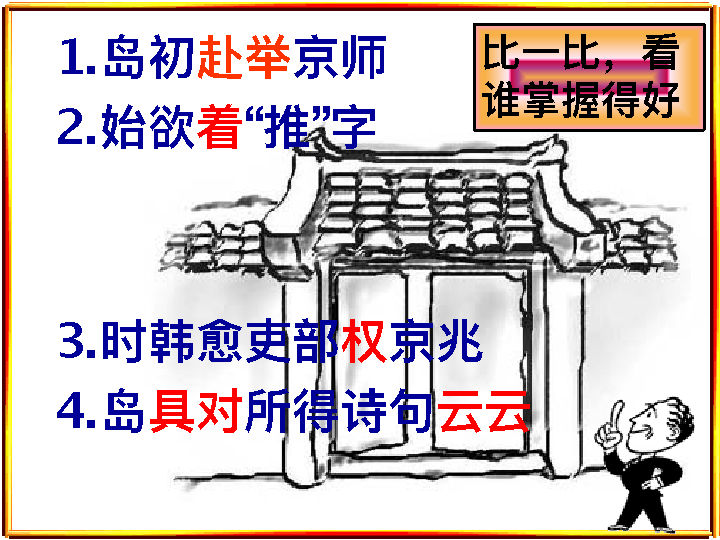 1.岛初赴举京师
2.始欲着“推”字
比一比，看
谁掌握得好
3.时韩愈吏部权京兆
4.岛具对所得诗句云云